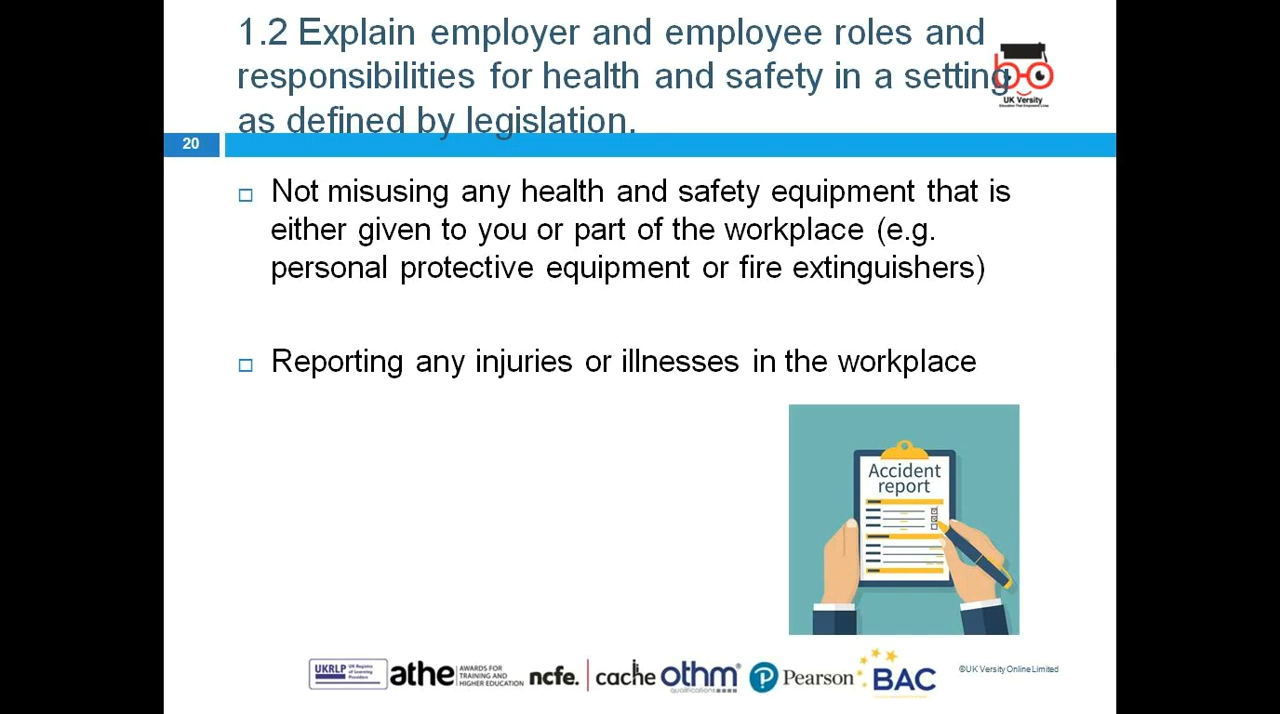 1.2 Explain employer and employee roles and
responsibilities for health and safety in a setting
as defined by legislation.
UK Versity
20
Not misusing any health and safety equipment that is
either given to you or part of the workplace (e.g.
personal protective equipment or fire extinguishers)
Reporting any injuries or illnesses in the workplace
Accident
report
UKRLP
UK Register
of Learning
Providers
athe
AWARDS FOR
TRAINING AND
HIGHER EDUCATION
ncfe.
cache
othm
qualifications
Pearson
BAC
©UK Versity Online Limited